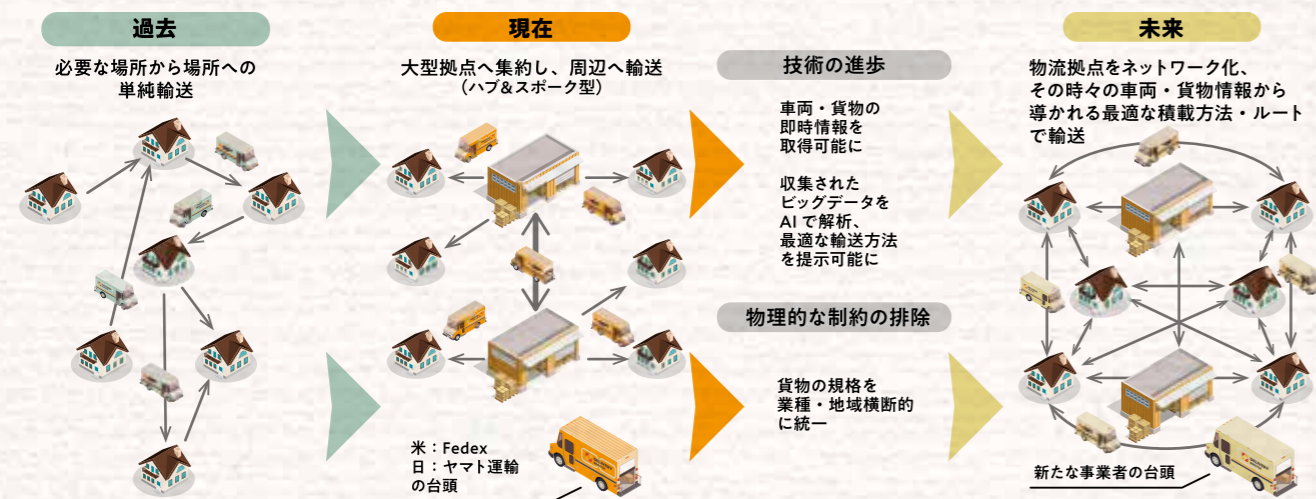 過去
必要な場所から場所への
単純輸送
現在
大型拠点へ集約し、周辺へ輸送
（ハブ＆スポーク型）
米：Fedex
日：ヤマト運輸
の台頭
技術の進歩
車両・貨物の
即時情報を
取得可能に
収集された
ビッグデータを
AIで解析、
最適な輸送方法
を提示可能に
物理的な制約の排除
貨物の規格を
業種・地域横断的
に統一
未来
物流拠点をネットワーク化、
その時々の車両・貨物情報から
導かれる最適な積載方法・ルート
で輸送
新たな事業者の台頭